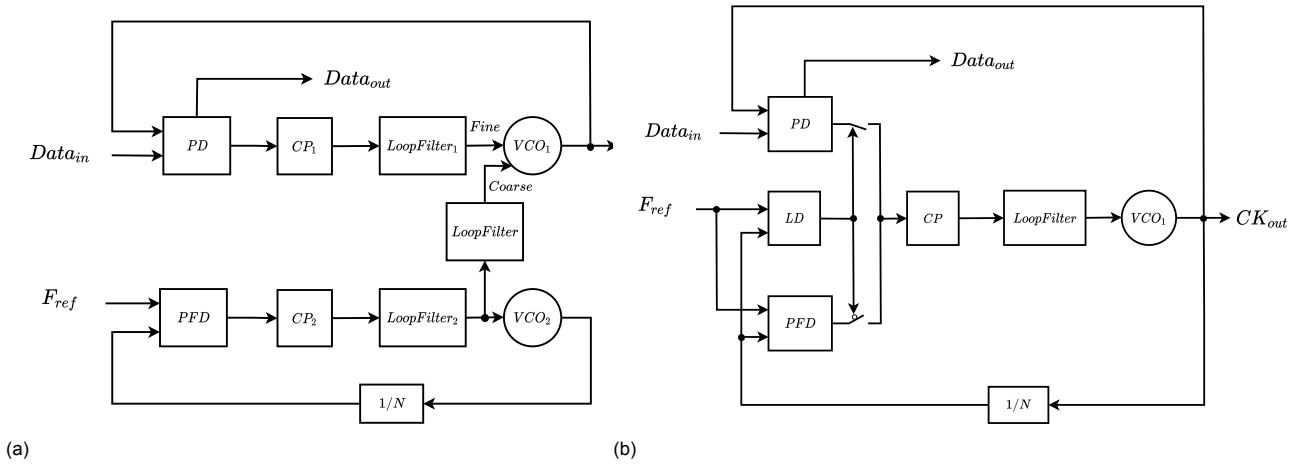 Data_out
Data_in
PD
CP_1
LoopFilter_1
Fine
VCO_1
Coarse
LoopFilter
F_ref
PFD
CP_2
LoopFilter_2
VCO_2
1/N
(a)
Data_out
Data_in
PD
F_ref
LD
CP
LoopFilter
VCO_1
CK_out
PFD
1/N
(b)